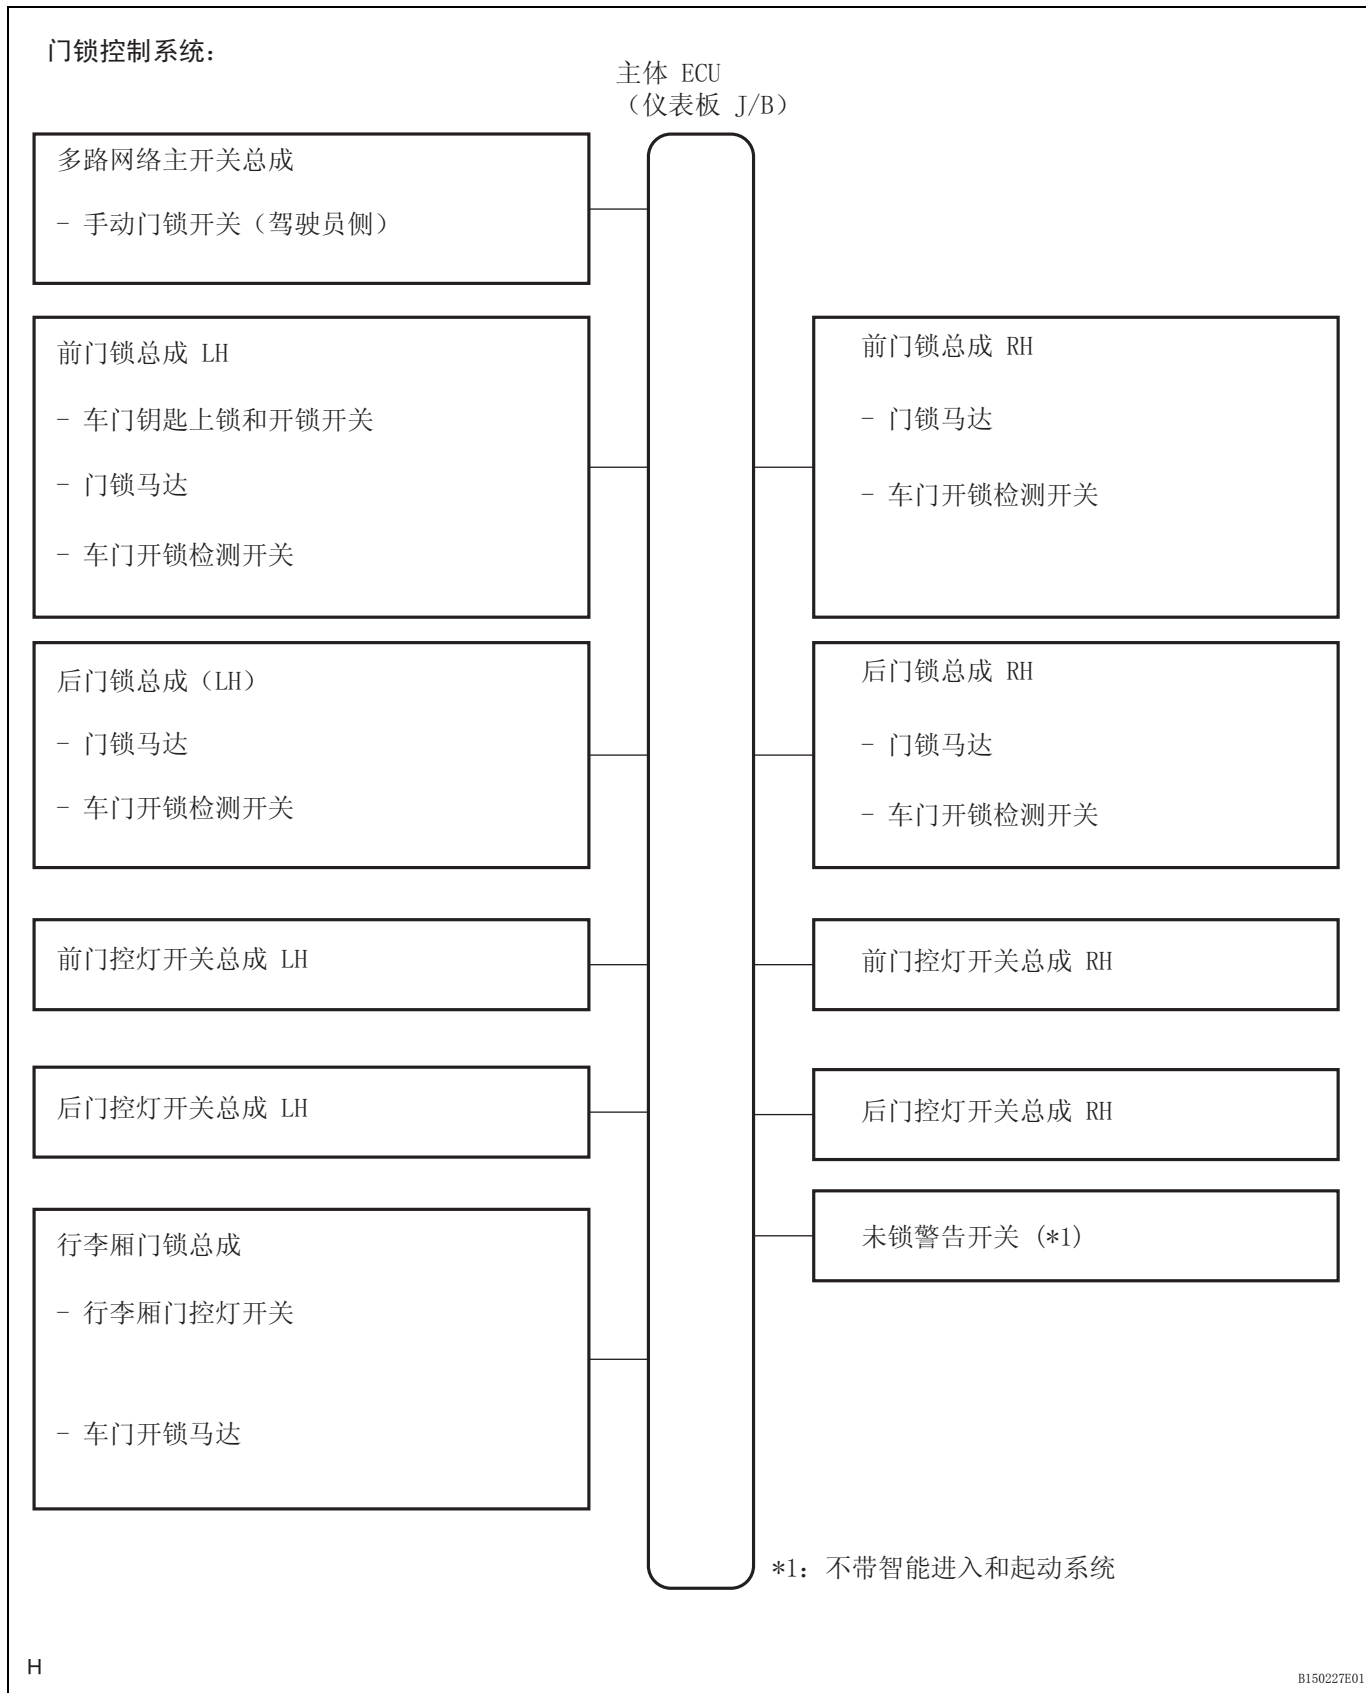 门锁控制系统：
主体 ECU
（仪表板 J/B）
多路网络主开关总成
- 手动门锁开关（驾驶员侧）
前门锁总成 LH
- 车门钥匙上锁和开锁开关
- 门锁马达
- 车门开锁检测开关
前门锁总成 RH
- 门锁马达
- 车门开锁检测开关
后门锁总成（LH）
- 门锁马达
- 车门开锁检测开关
后门锁总成 RH
- 门锁马达
- 车门开锁检测开关
前门控灯开关总成 LH
前门控灯开关总成 RH
后门控灯开关总成 LH
后门控灯开关总成 RH
行李厢门锁总成
- 行李厢门控灯开关
- 车门开锁马达
未锁警告开关 (*1)
*1：不带智能进入和起动系统
H
B150227E01